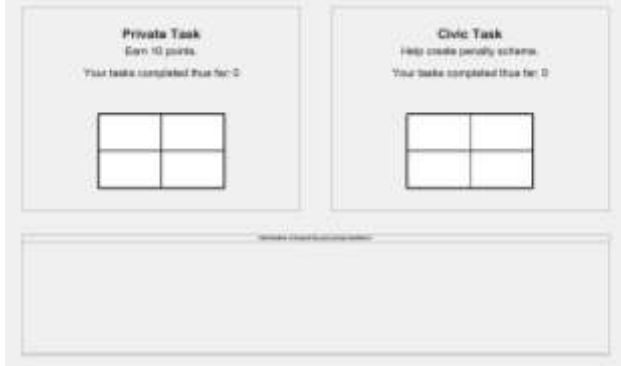 Private Task
Earn 10 points.
Your tasks completed thus far: 0
Civic Task
Help create penalty scheme.
Your tasks completed thus far: 0